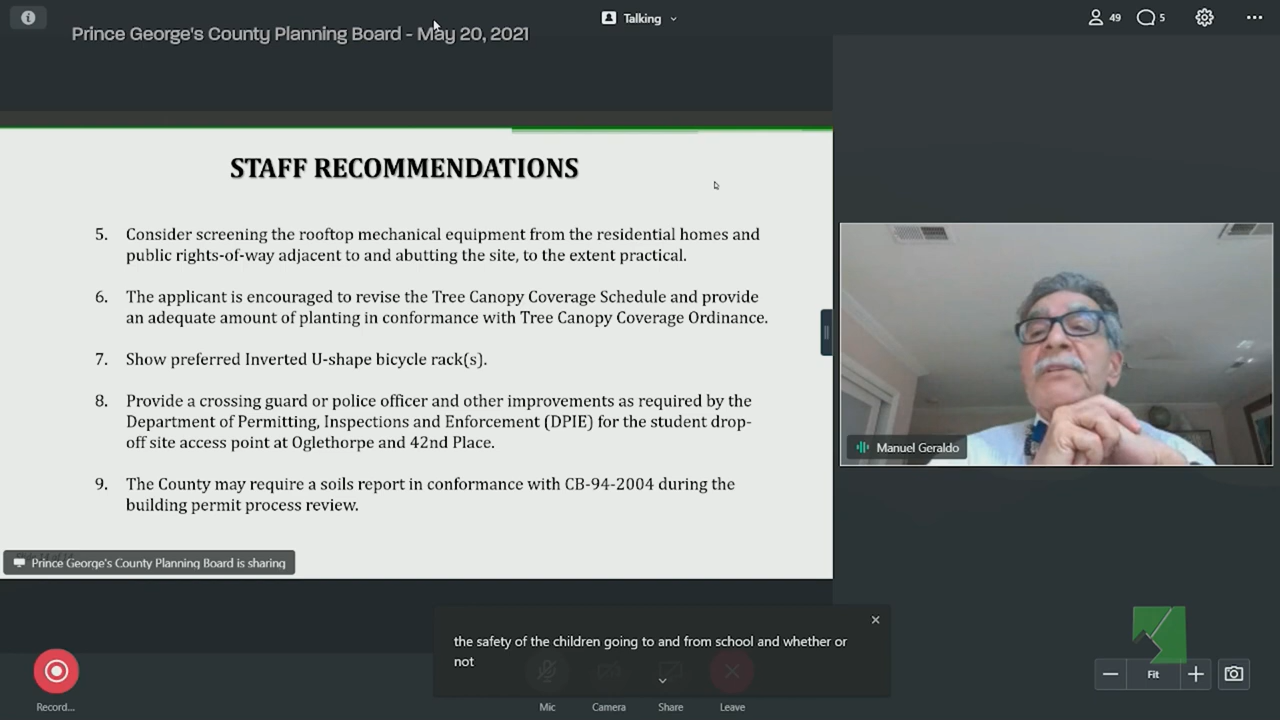 Talking
49
5
Prince George's County Planning Board - May 20, 2021
STAFF RECOMMENDATIONS
5. Consider screening the rooftop mechanical equipment from the residential homes and
public rights-of-way adjacent to and abutting the site, to the extent practical.
6. The applicant is encouraged to revise the Tree Canopy Coverage Schedule and provide
an adequate amount of planting in conformance with Tree Canopy Coverage Ordinance.
7. Show preferred Inverted U-shape bicycle rack(s).
8. Provide a crossing guard or police officer and other improvements as required by the
Department of Permitting, Inspections and Enforcement (DPIE) for the student drop-
off site access point at Oglethorpe and 42nd Place.
9. The County may require a soils report in conformance with CB-94-2004 during the
building permit process review.
Manuel Geraldo
Prince George's County Planning Board is sharing
the safety of the children going to and from school and whether or
not
Record...
Mic
Camera
Share
Leave
Fit